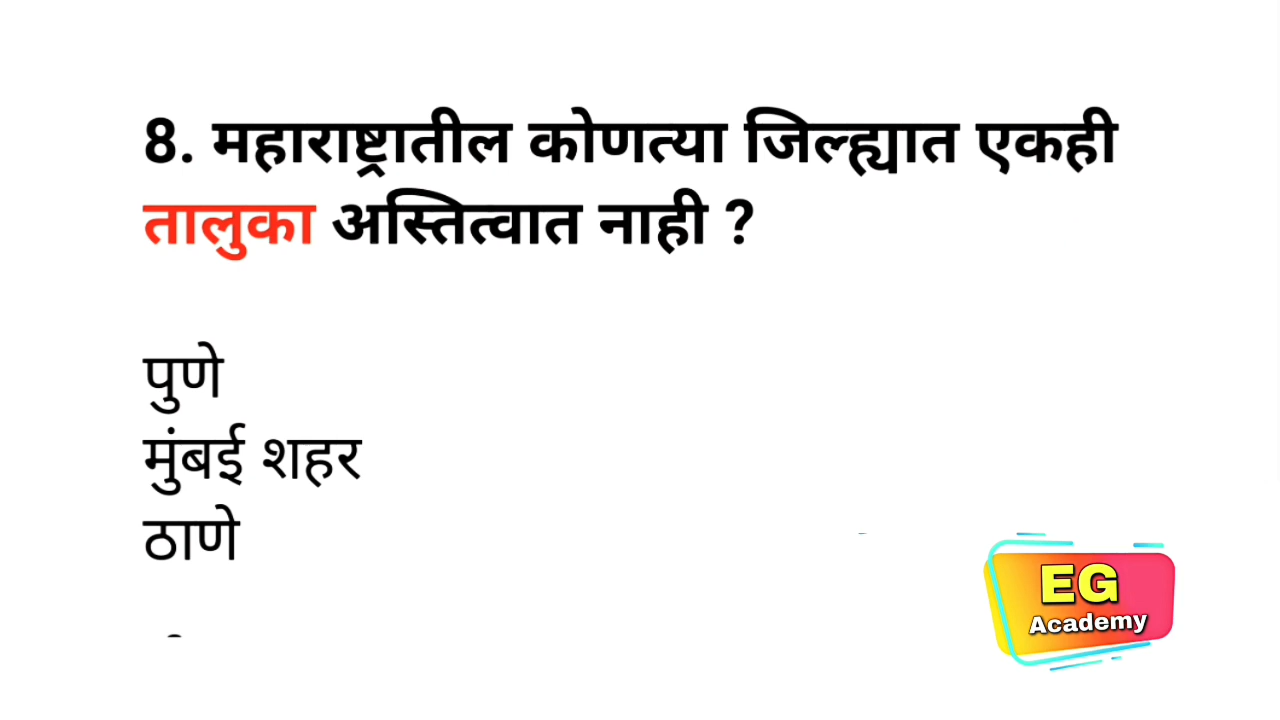 8. महाराष्ट्रातील कोणत्या जिल्ह्यात एकही
तालुका अस्तित्वात नाही ?
पुणे
मुंबई शहर
ठाणे
EG
Academy